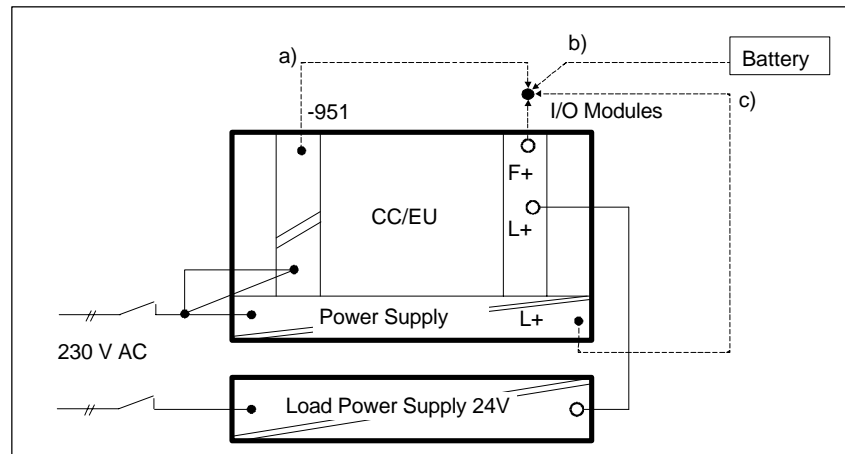 a)
b)
Battery
c)
-951
I/O Modules
F+
CC/EU
L+
Power Supply
L+
230 V AC
Load Power Supply 24V